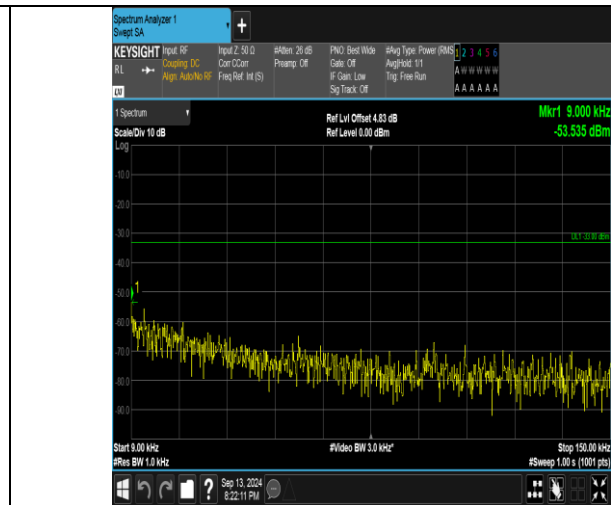 Spectrum Analyzer 1
Swept SA
+
KEYSIGHT Input: RF Input Z: 50 Ω #Atten: 26 dB PNO: Best Wide #Avg Type: Power (RMS 1 2 3 4 5 6
RL Coupling: DC Corr CCorr Preamp: Off Gate: Off Avg|Hold: 1/1 A W W W W W
Align: Auto/No RF Freq Ref: Int (S) IF Gain: Low Trig: Free Run
Sig Track: Off A A A A A A
LXI
1 Spectrum Ref Lvl Offset 4.83 dB Mkr1 9.000 kHz
Scale/Div 10 dB Ref Level 0.00 dBm -53.535 dBm
Log
-10.0
-20.0
-30.0
DL1 -33.00 dBm
-40.0
-50.0
1
-60.0
-70.0
-80.0
-90.0
Start 9.00 kHz #Video BW 3.0 kHz* Stop 150.00 kHz
#Res BW 1.0 kHz #Sweep 1.00 s (1001 pts)
? Sep 13, 2024
8:22:11 PM